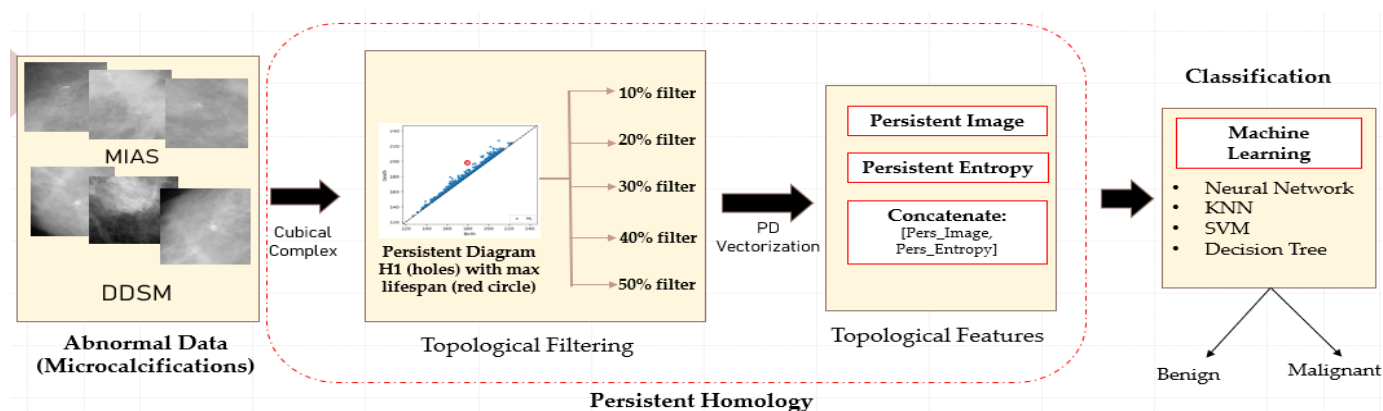 MIAS
DDSM
Abnormal Data
(Microcalcifications)
Cubical
Complex
Persistent Diagram
H1 (holes) with max
lifespan (red circle)
10% filter
20% filter
30% filter
40% filter
50% filter
Topological Filtering
PD
Vectorization
Persistent Image
Persistent Entropy
Concatenate:
[Pers_Image,
Pers_Entropy]
Topological Features
Persistent Homology
Classification
Machine
Learning
• Neural Network
• KNN
• SVM
• Decision Tree
Benign
Malignant